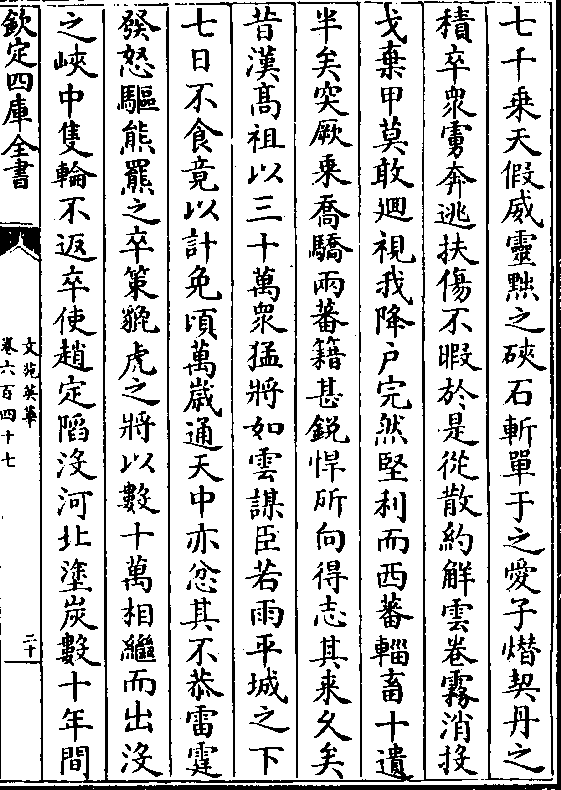 七千乗天假威靈㸃之硤石斬單于之愛子熸契丹之
積卒衆虜奔逃扶傷不暇於是從散約解雲卷霧消投
戈棄甲莫敢廻視我降户完然堅利而西蕃輜畜十遺
半矣突厥乗喬驕兩蕃籍甚鋭悍所向得志其来久矣
昔漢髙祖以三十萬衆猛將如雲謀臣若雨平城之下
七日不食竟以計免頃萬歳通天中亦忿其不恭雷霆
發怒驅熊羆之卒策貔虎之將以數十萬相繼而出没
之峽中隻輪不返卒使趙定陷没河北塗炭數十年間
欽定四庫全書
文苑英華
卷六百四十七
二十